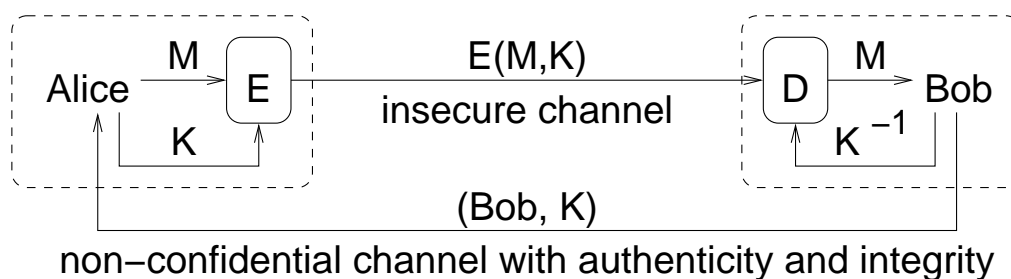 M E(M,K) M
Alice E D Bob
insecure channel
K K −1
(Bob, K)
non−confidential channel with authenticity and integrity